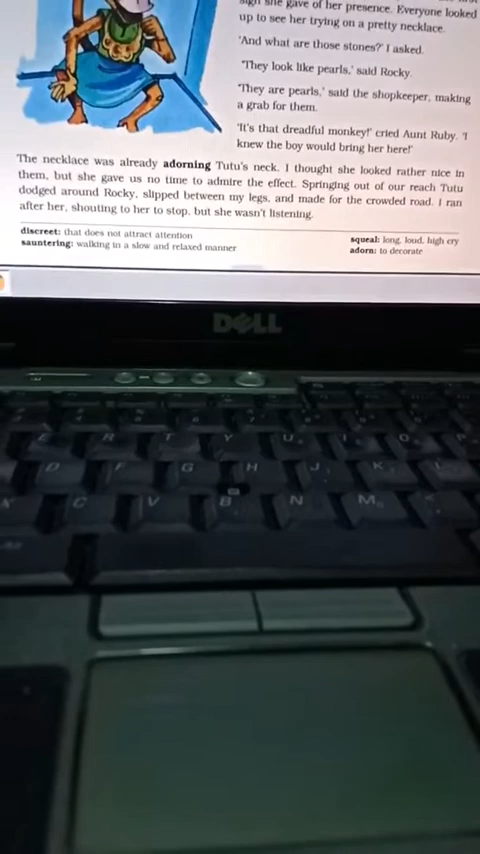 sign she gave of her presence. Everyone looked
up to see her trying on a pretty necklace.
'And what are those stones?' I asked.
'They look like pearls,' said Rocky.
'They are pearls,' said the shopkeeper, making
a grab for them.
'It's that dreadful monkey!' cried Aunt Ruby. 'I
knew the boy would bring her here!'
The necklace was already adorning Tutu's neck. I thought she looked rather nice in
them, but she gave us no time to admire the effect. Springing out of our reach Tutu
dodged around Rocky, slipped between my legs, and made for the crowded road. I ran
after her, shouting to her to stop, but she wasn't listening.
discreet: that does not attract attention
sauntering: walking in a slow and relaxed manner
squeal: long, loud, high cry
adorn: to decorate
DELL
R T Y U I O P
D F G H J K L
X C V B N M